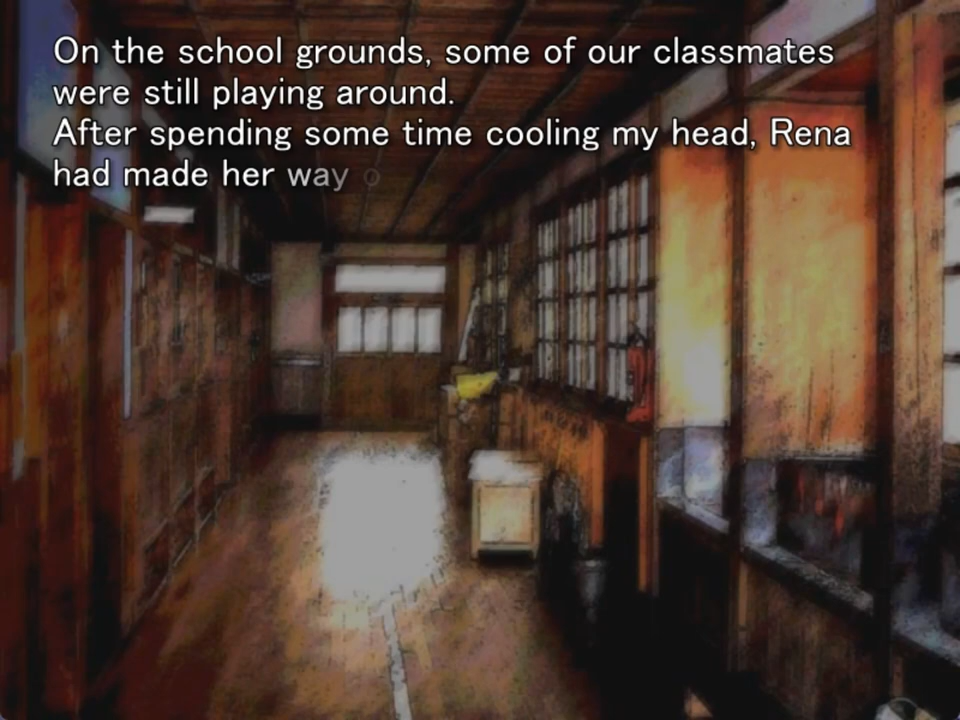 On the school grounds, some of our classmates
were still playing around.
After spending some time cooling my head, Rena
had made her way